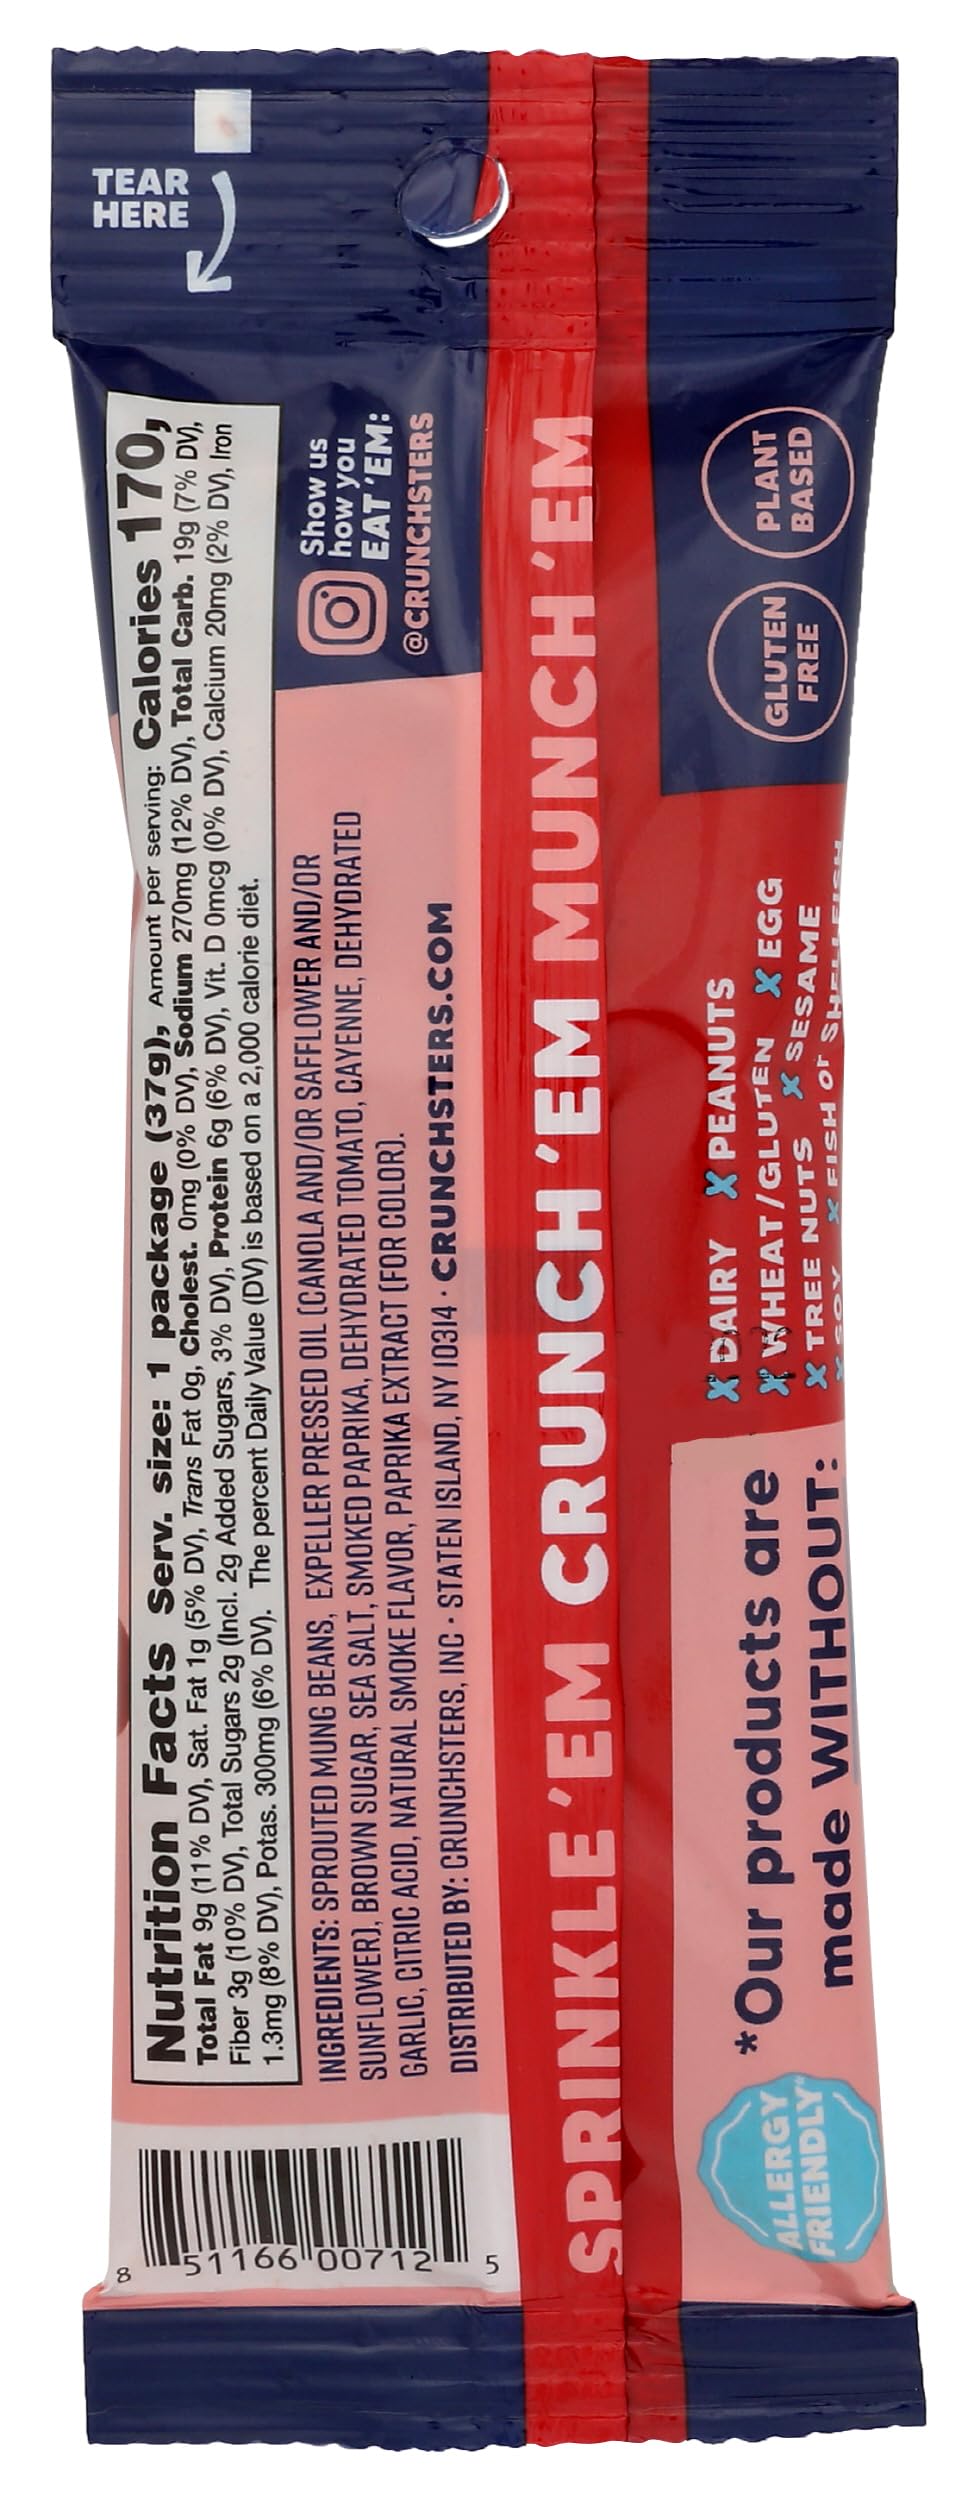 TEAR
HERE
Nutrition Facts Serv. size: 1 package (37g), Amount per serving: Calories 170,
Total Fat 9g (11% DV), Sat. Fat 1g (5% DV), Trans Fat 0g, Cholest. 0mg (0% DV), Sodium 270mg (12% DV), Total Carb. 19g (7% DV),
Fiber 3g (10% DV), Total Sugars 2g (Incl. 2g Added Sugars, 3% DV), Protein 6g (6% DV), Vit. D 0mcg (0% DV), Calcium 20mg (2% DV), Iron
1.3mg (8% DV), Potas. 300mg (6% DV). The percent Daily Value (DV) is based on a 2,000 calorie diet.
Show us
how you
EAT 'EM:
@CRUNCHSTERS
INGREDIENTS: SPROUTED MUNG BEANS, EXPELLER PRESSED OIL (CANOLA AND/OR SAFFLOWER AND/OR
SUNFLOWER), BROWN SUGAR, SEA SALT, SMOKED PAPRIKA, DEHYDRATED TOMATO, CAYENNE, DEHYDRATED
GARLIC, CITRIC ACID, NATURAL SMOKE FLAVOR, PAPRIKA EXTRACT (FOR COLOR).
DISTRIBUTED BY: CRUNCHSTERS, INC · STATEN ISLAND, NY 10314 · CRUNCHSTERS.COM
8 51166 00712 5
SPRINKLE 'EM CRUNCH 'EM MUNCH 'EM
ALLERGY
FRIENDLY*
*Our products are
made WITHOUT:
x DAIRY x PEANUTS
x WHEAT/GLUTEN x EGG
x TREE NUTS x SESAME
x SOY x FISH or SHELLFISH
GLUTEN
FREE
PLANT
BASED